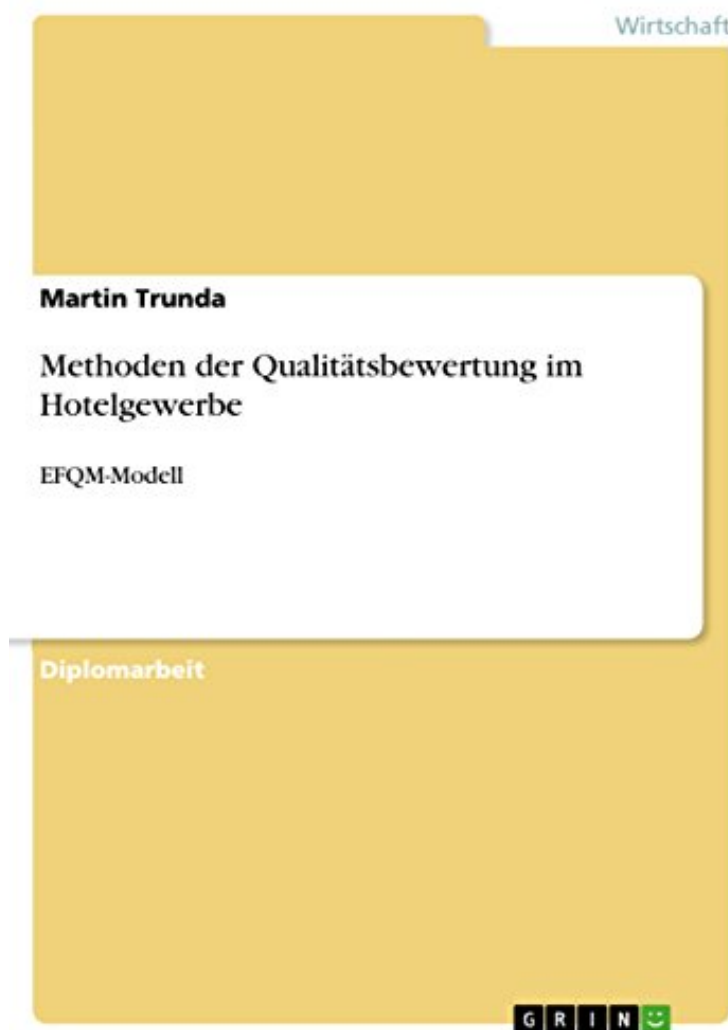 Wirtschaft
Martin Trunda
Methoden der Qualitätsbewertung im
Hotelgewerbe
EFQM-Modell
Diplomarbeit
GRIN